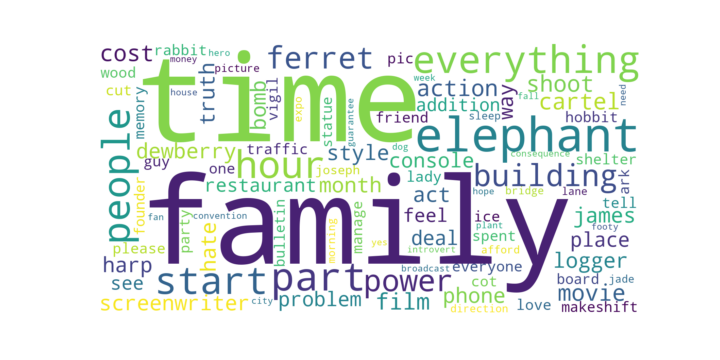 cost rabbit hero money ferret pic everything
wood picture time week fall need
cut memory truth bomb vigil expo statue guarantee action way shoot
addition sleep cartel
people friend elephant hobbit
dewberry traffic dog
guy one hour style console consequence shelter
house restaurant joseph month lady building ark
founder family act hope bridge lane tell
fan convention party feel ice plant james
please hate bulletin manage morning yes deal spent introvert afford place footy
harp part power broadcast everyone logger
see start cot board jade
screenwriter city problem film phone direction love movie makeshift